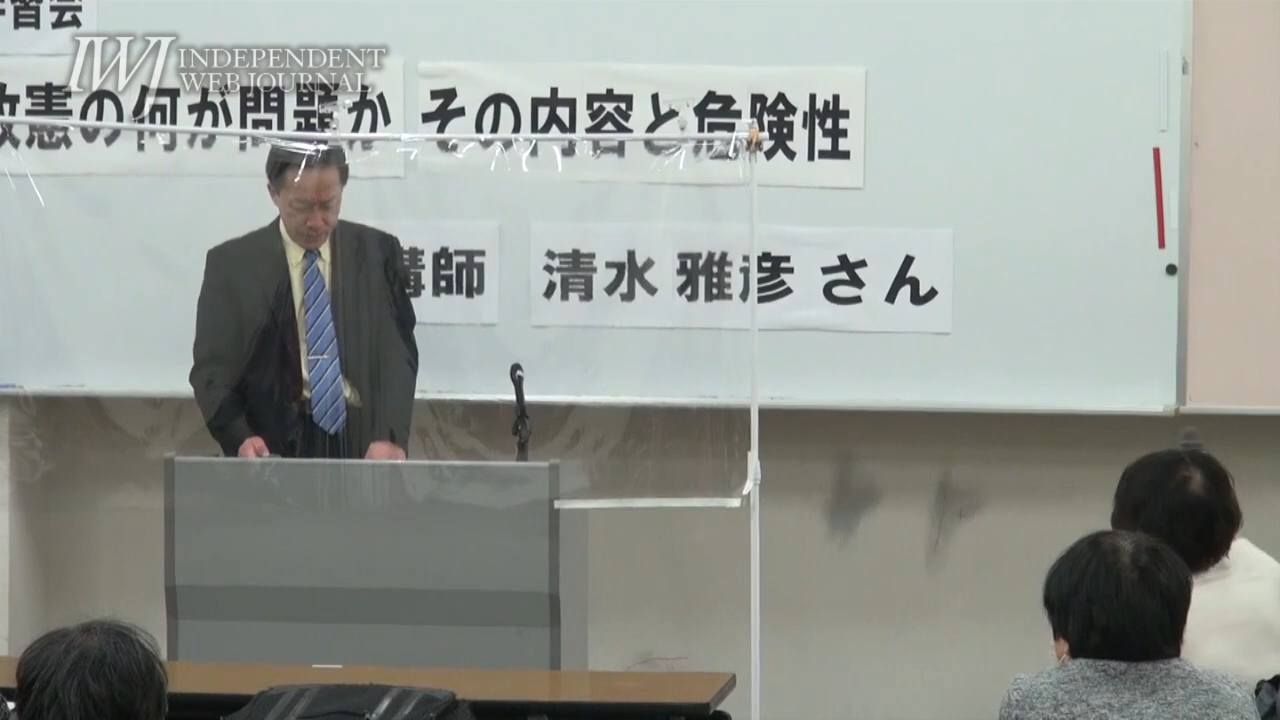 学習会
IWJ INDEPENDENT
WEB JOURNAL
改憲の何が問題か その内容と危険性
講師 清水 雅彦 さん